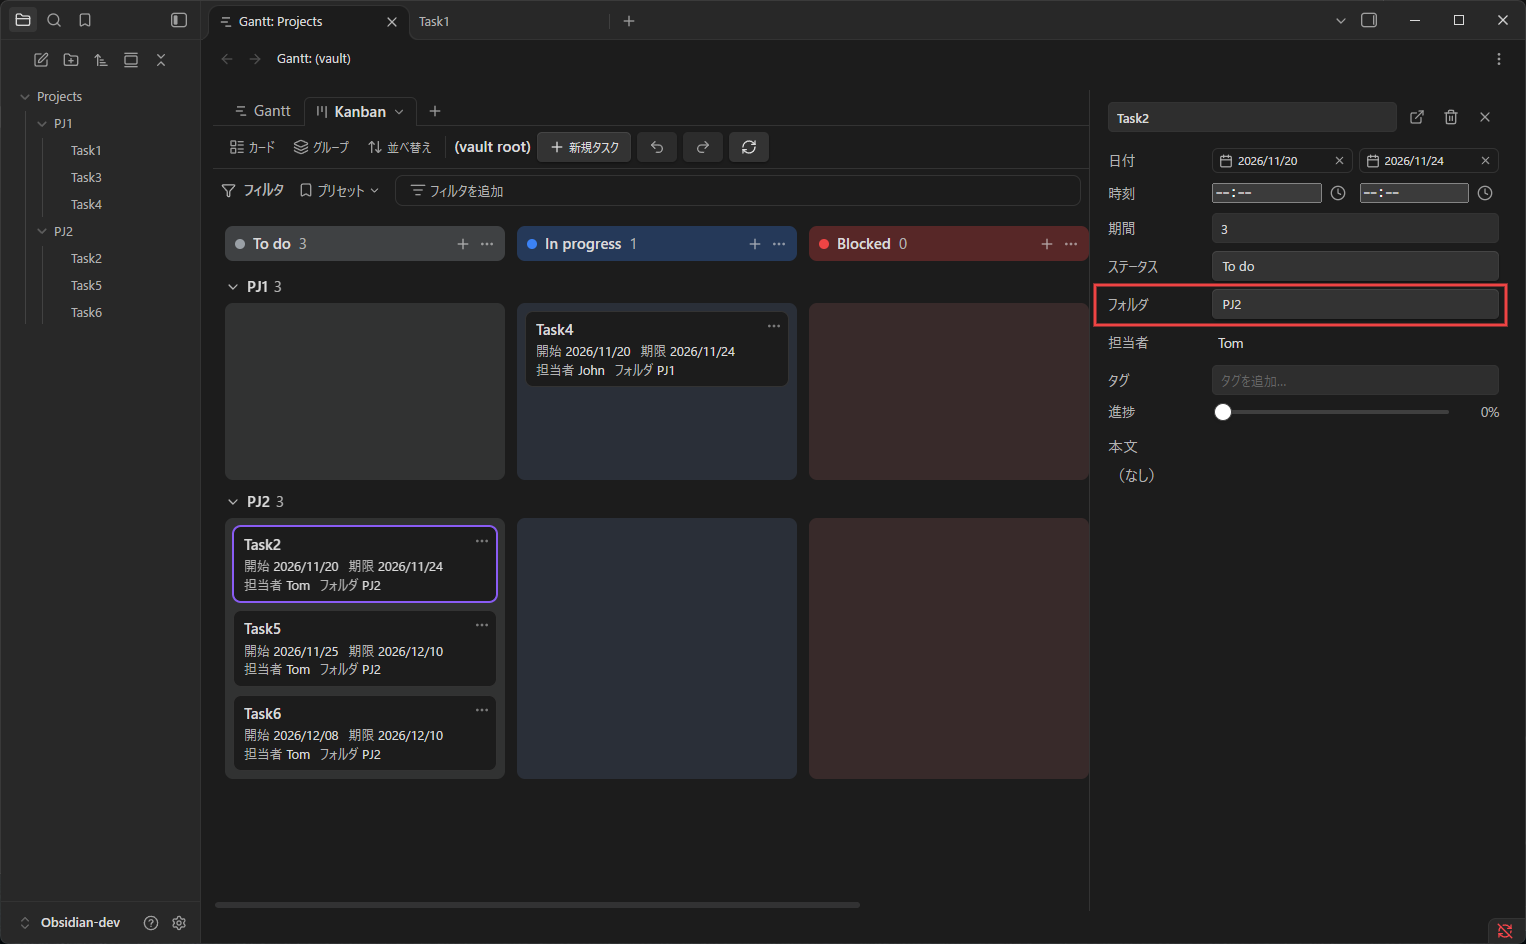 Gantt: Projects
Task1
Gantt: (vault)
Projects
PJ1
Task1
Task3
Task4
PJ2
Task2
Task5
Task6
Obsidian-dev
Gantt
Kanban
カード
グループ
並べ替え
(vault root)
新規タスク
フィルタ
プリセット
フィルタを追加
To do 3
In progress 1
Blocked 0
PJ1 3
Task4
開始 2026/11/20 期限 2026/11/24
担当者 John フォルダ PJ1
PJ2 3
Task2
開始 2026/11/20 期限 2026/11/24
担当者 Tom フォルダ PJ2
Task5
開始 2026/11/25 期限 2026/12/10
担当者 Tom フォルダ PJ2
Task6
開始 2026/12/08 期限 2026/12/10
担当者 Tom フォルダ PJ2
Task2
日付 2026/11/20 2026/11/24
時刻 --:-- --:--
期間 3
ステータス To do
フォルダ PJ2
担当者 Tom
タグ タグを追加...
進捗 0%
本文
(なし)